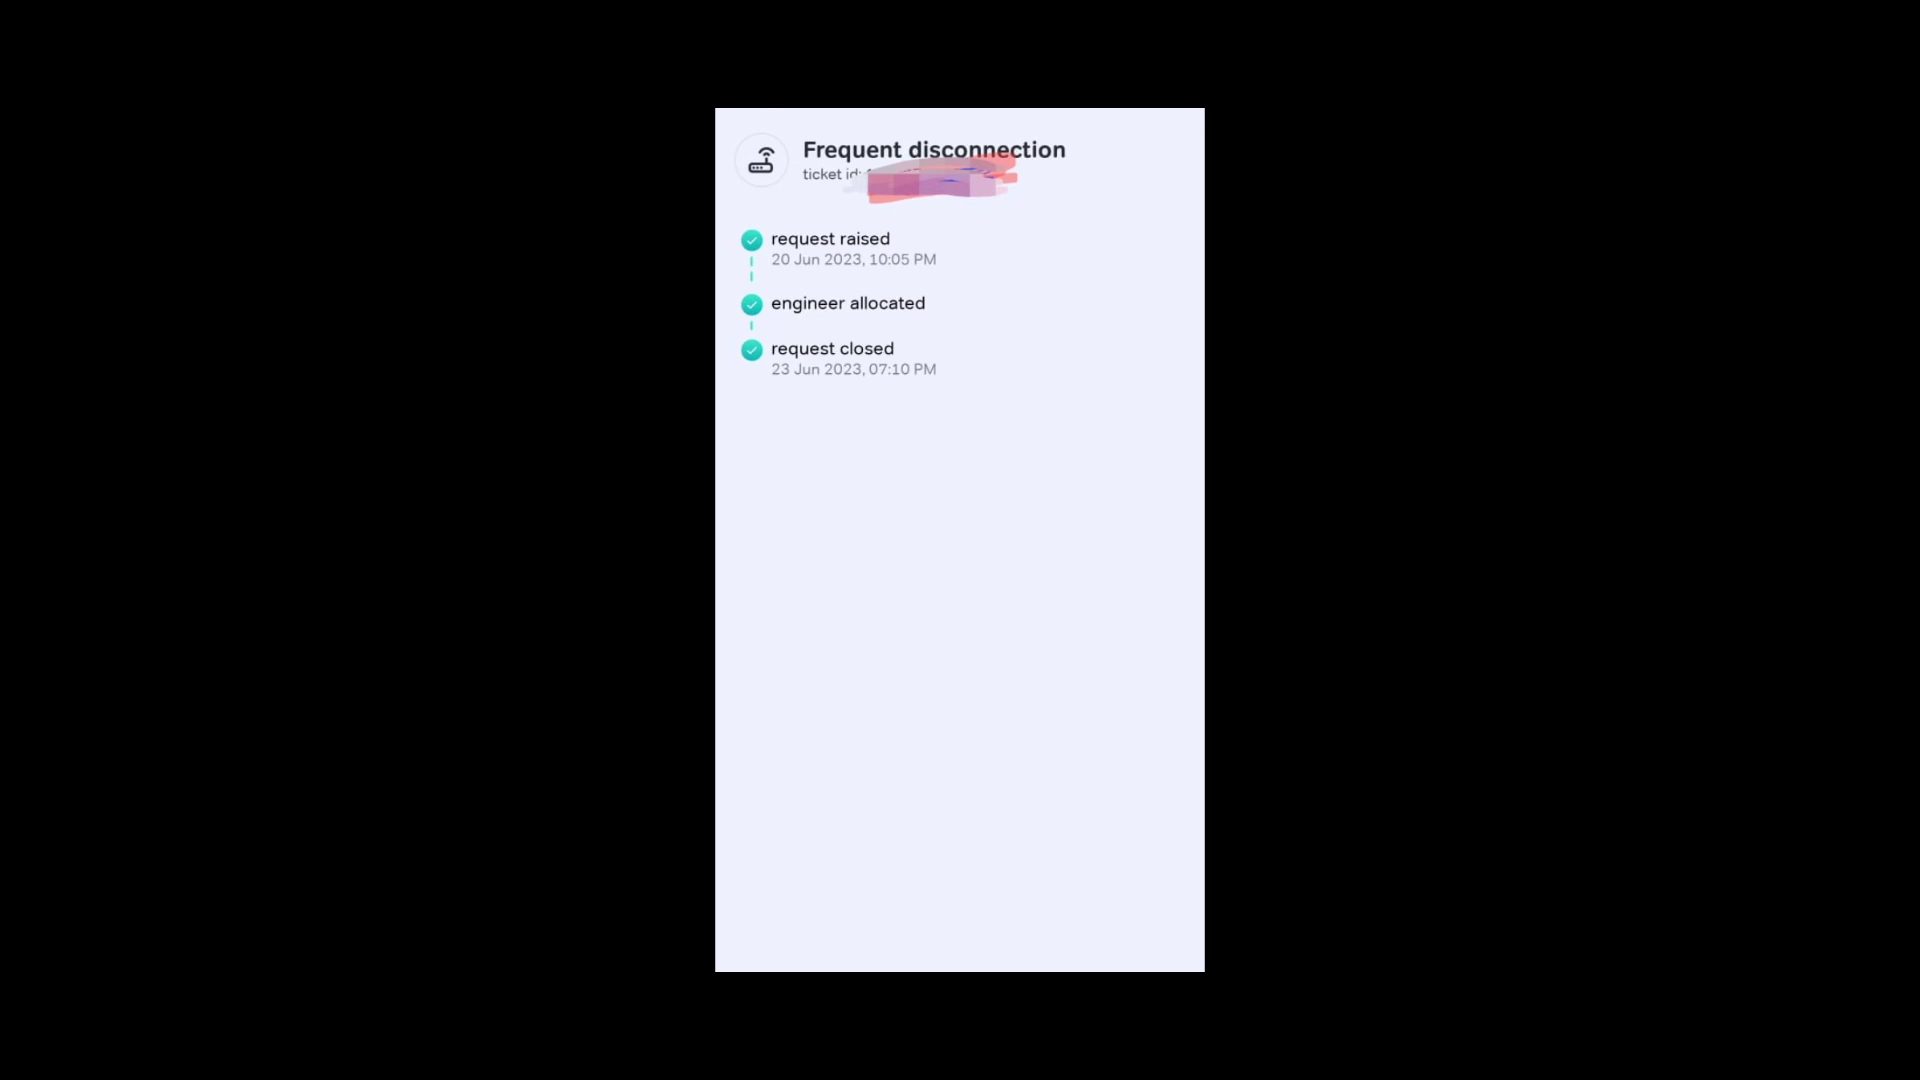 Frequent disconnection
ticket id:
request raised
20 Jun 2023, 10:05 PM
engineer allocated
request closed
23 Jun 2023, 07:10 PM